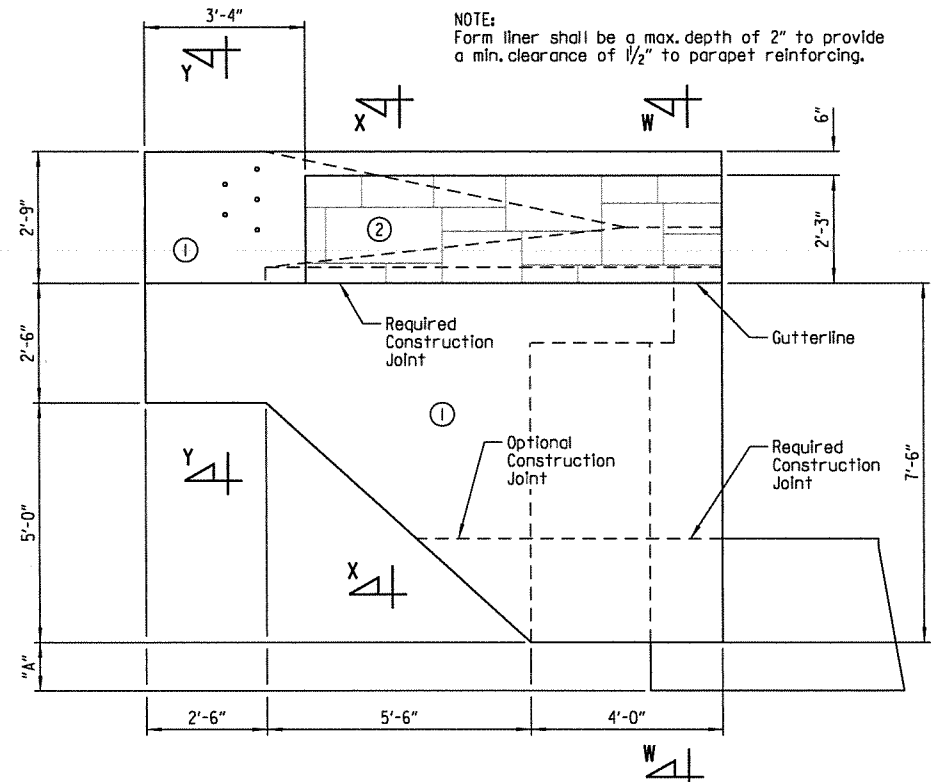 3'-4"
NOTE:
Form liner shall be a max. depth of 2" to provide
a min. clearance of 1 1/2" to parapet reinforcing.
Y
X
W
6"
2'-9"
1
2
2'-3"
2'-6"
Required
Construction
Joint
Gutterline
1
Y
Optional
Construction
Joint
Required
Construction
Joint
7'-6"
5'-0"
X
"A"
2'-6"
5'-6"
4'-0"
W